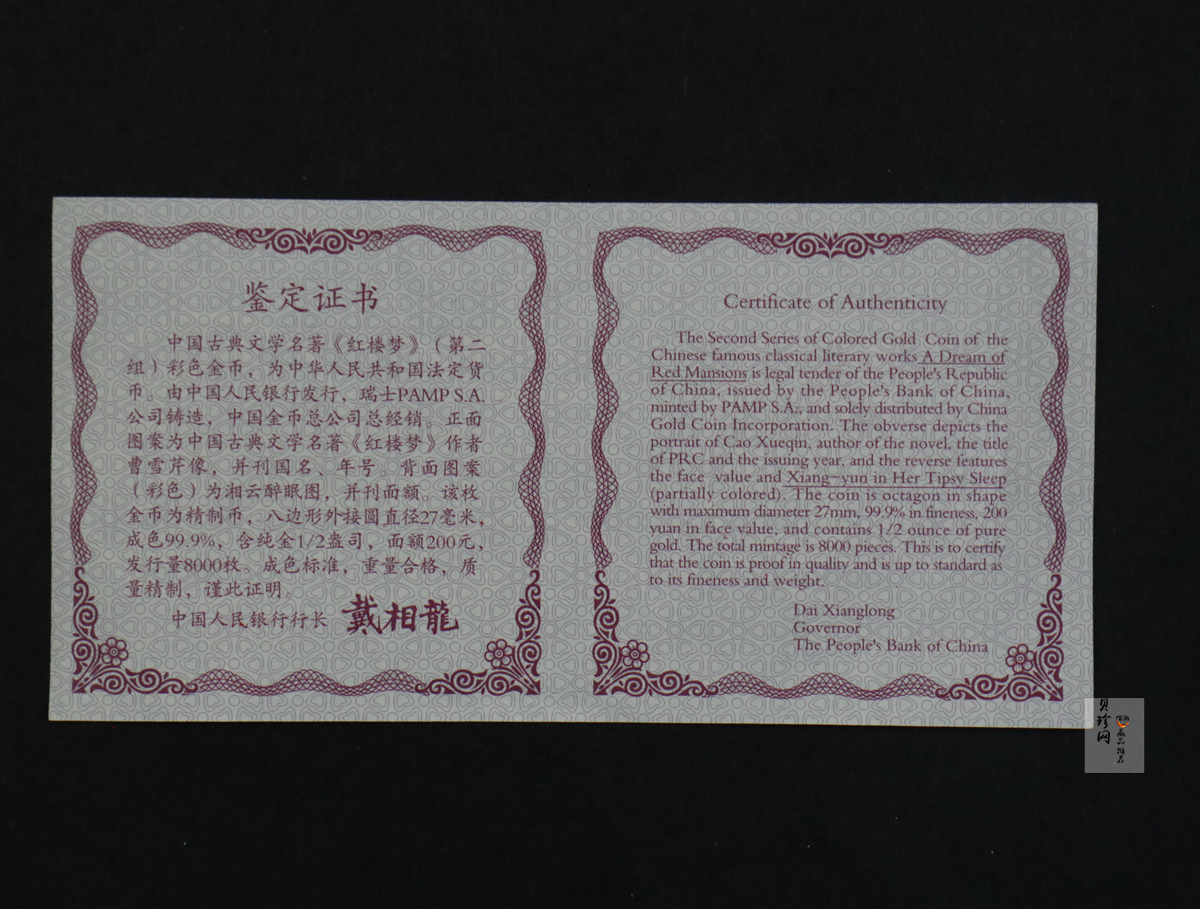 鉴定证书
中国古典文学名著《红楼梦》（第二
组）彩色金币，为中华人民共和国法定货
币。由中国人民银行发行，瑞士PAMP S.A.
公司铸造，中国金币总公司总经销。正面
图案为中国古典文学名著《红楼梦》作者
曹雪芹像，并刊国名、年号。背面图案
（彩色）为湘云醉眠图，并刊面额。该枚
金币为精制币，八边形外接圆直径27毫米，
成色99.9%，含纯金1/2盎司，面额200元，
发行量8000枚。成色标准，重量合格，质
量精制，谨此证明。
中国人民银行行长 戴相龍
Certificate of Authenticity
The Second Series of Colored Gold Coin of the
Chinese famous classical literary works A Dream of
Red Mansions is legal tender of the People's Republic
of China, issued by the People's Bank of China,
minted by PAMP S.A., and solely distributed by China
Gold Coin Incorporation. The obverse depicts the
portrait of Cao Xueqin, author of the novel, the title
of PRC and the issuing year, and the reverse features
the face value and Xiang-yun in Her Tipsy Sleep
(partially colored). The coin is octagon in shape
with maximum diameter 27mm, 99.9% in fineness, 200
yuan in face value, and contains 1/2 ounce of pure
gold. The total mintage is 8000 pieces. This is to certify
that the coin is proof in quality and is up to standard as
to its fineness and weight.
Dai Xianglong
Governor
The People's Bank of China
贝珍网
藏品推荐